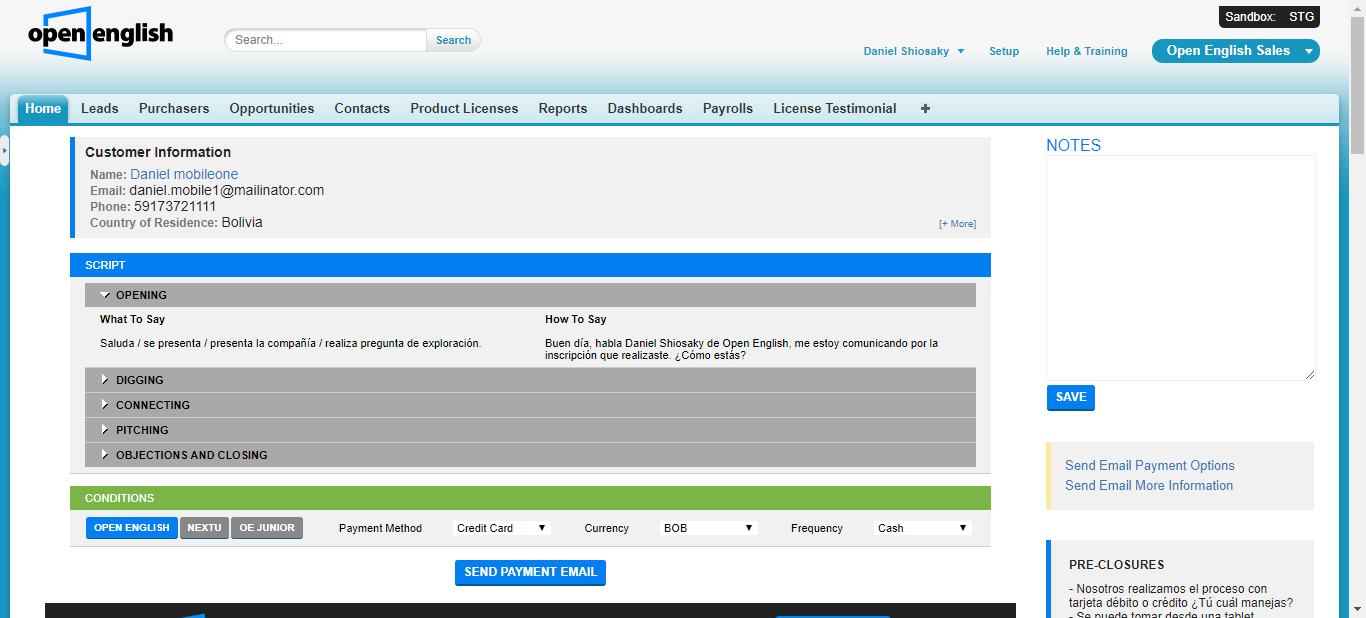 open english
Search...
Search
Sandbox: STG
Daniel Shiosaky
Setup
Help & Training
Open English Sales
Home
Leads
Purchasers
Opportunities
Contacts
Product Licenses
Reports
Dashboards
Payrolls
License Testimonial
+
Customer Information
Name: Daniel mobileone
Email: daniel.mobile1@mailinator.com
Phone: 59173721111
Country of Residence: Bolivia
[+ More]
SCRIPT
OPENING
What To Say
Saluda / se presenta / presenta la compañía / realiza pregunta de exploración.
How To Say
Buen día, habla Daniel Shiosaky de Open English, me estoy comunicando por la
inscripción que realizaste. ¿Cómo estás?
DIGGING
CONNECTING
PITCHING
OBJECTIONS AND CLOSING
CONDITIONS
OPEN ENGLISH
NEXTU
OE JUNIOR
Payment Method
Credit Card
Currency
BOB
Frequency
Cash
SEND PAYMENT EMAIL
NOTES
SAVE
Send Email Payment Options
Send Email More Information
PRE-CLOSURES
- Nosotros realizamos el proceso con
tarjeta débito o crédito ¿Tú cuál manejas?
- Se puede tomar desde una tablet